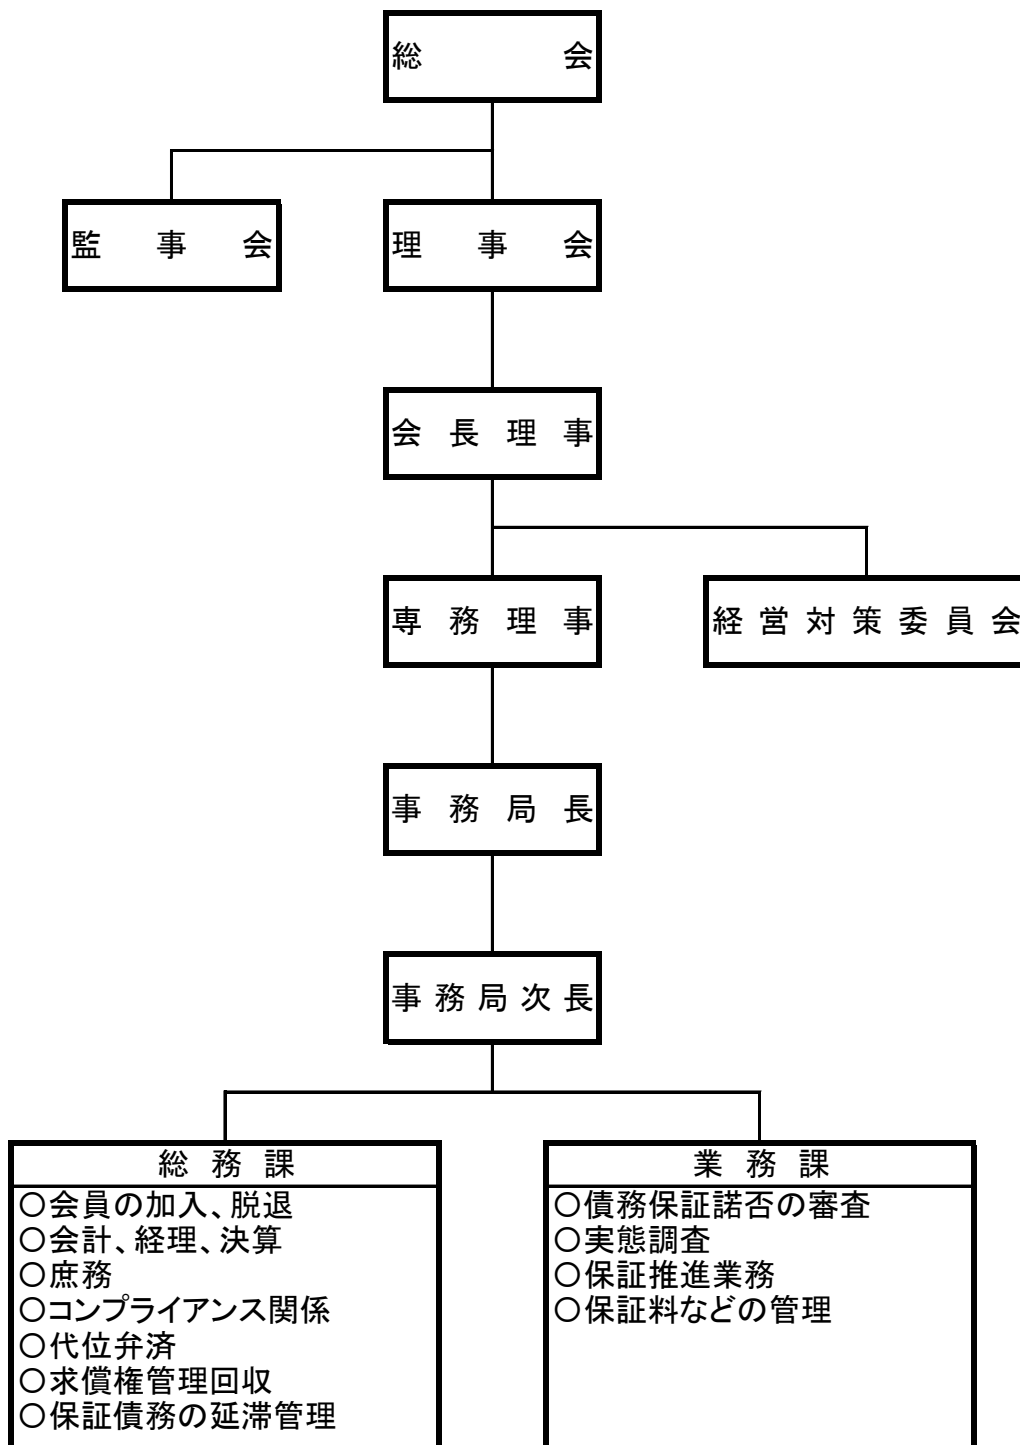 総会
監事会
理事会
会長理事
専務理事
経営対策委員会
事務局長
事務局次長
総務課
○会員の加入、脱退
○会計、経理、決算
○庶務
○コンプライアンス関係
○代位弁済
○求償権管理回収
○保証債務の延滞管理
業務課
○債務保証諾否の審査
○実態調査
○保証推進業務
○保証料などの管理